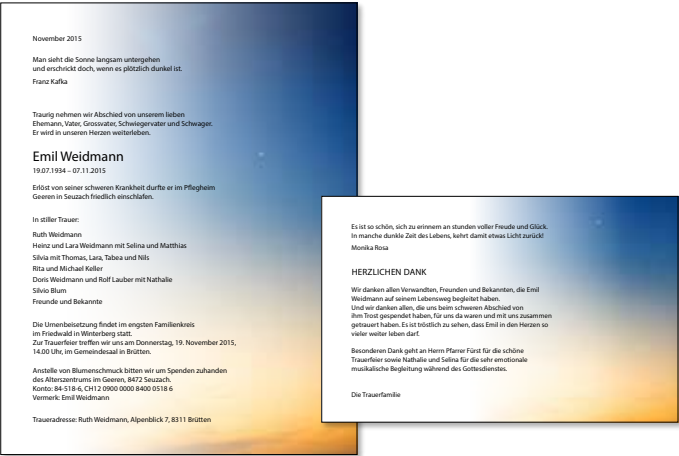 November 2015
Man sieht die Sonne langsam untergehen
und erschrickt doch, wenn es plötzlich dunkel ist.
Franz Kafka
Traurig nehmen wir Abschied von unserem lieben
Ehemann, Vater, Grossvater, Schwiegervater und Schwager.
Er wird in unseren Herzen weiterleben.
Emil Weidmann
19.07.1934 – 07.11.2015
Erlöst von seiner schweren Krankheit durfte er im Pflegheim
Geeren in Seuzach friedlich einschlafen.
In stiller Trauer:
Ruth Weidmann
Heinz und Lara Weidmann mit Selina und Matthias
Silvia mit Thomas, Lara, Tabea und Nils
Rita und Michael Keller
Doris Weidmann und Rolf Lauber mit Nathalie
Silvio Blum
Freunde und Bekannte
Die Urnenbeisetzung findet im engsten Familienkreis
im Friedwald in Winterberg statt.
Zur Trauerfeier treffen wir uns am Donnerstag, 19. November 2015,
14.00 Uhr, im Gemeindesaal in Brütten.
Anstelle von Blumenschmuck bitten wir um Spenden zuhanden
des Alterszentrums im Geeren, 8472 Seuzach.
Konto: 84-518-6, CH12 0900 0000 8400 0518 6
Vermerk: Emil Weidmann
Traueradresse: Ruth Weidmann, Alpenblick 7, 8311 Brütten
Es ist so schön, sich zu erinnern an stunden voller Freude und Glück.
In manche dunkle Zeit des Lebens, kehrt damit etwas Licht zurück!
Monika Rosa
HERZLICHEN DANK
Wir danken allen Verwandten, Freunden und Bekannten, die Emil
Weidmann auf seinem Lebensweg begleitet haben.
Und wir danken allen, die uns beim schweren Abschied von
ihm Trost gespendet haben, für uns da waren und mit uns zusammen
getrauert haben. Es ist tröstlich zu sehen, dass Emil in den Herzen so
vieler weiter leben darf.
Besonderen Dank geht an Herrn Pfarrer Fürst für die schöne
Trauerfeier sowie Nathalie und Selina für die sehr emotionale
musikalische Begleitung während des Gottesdienstes.
Die Trauerfamilie